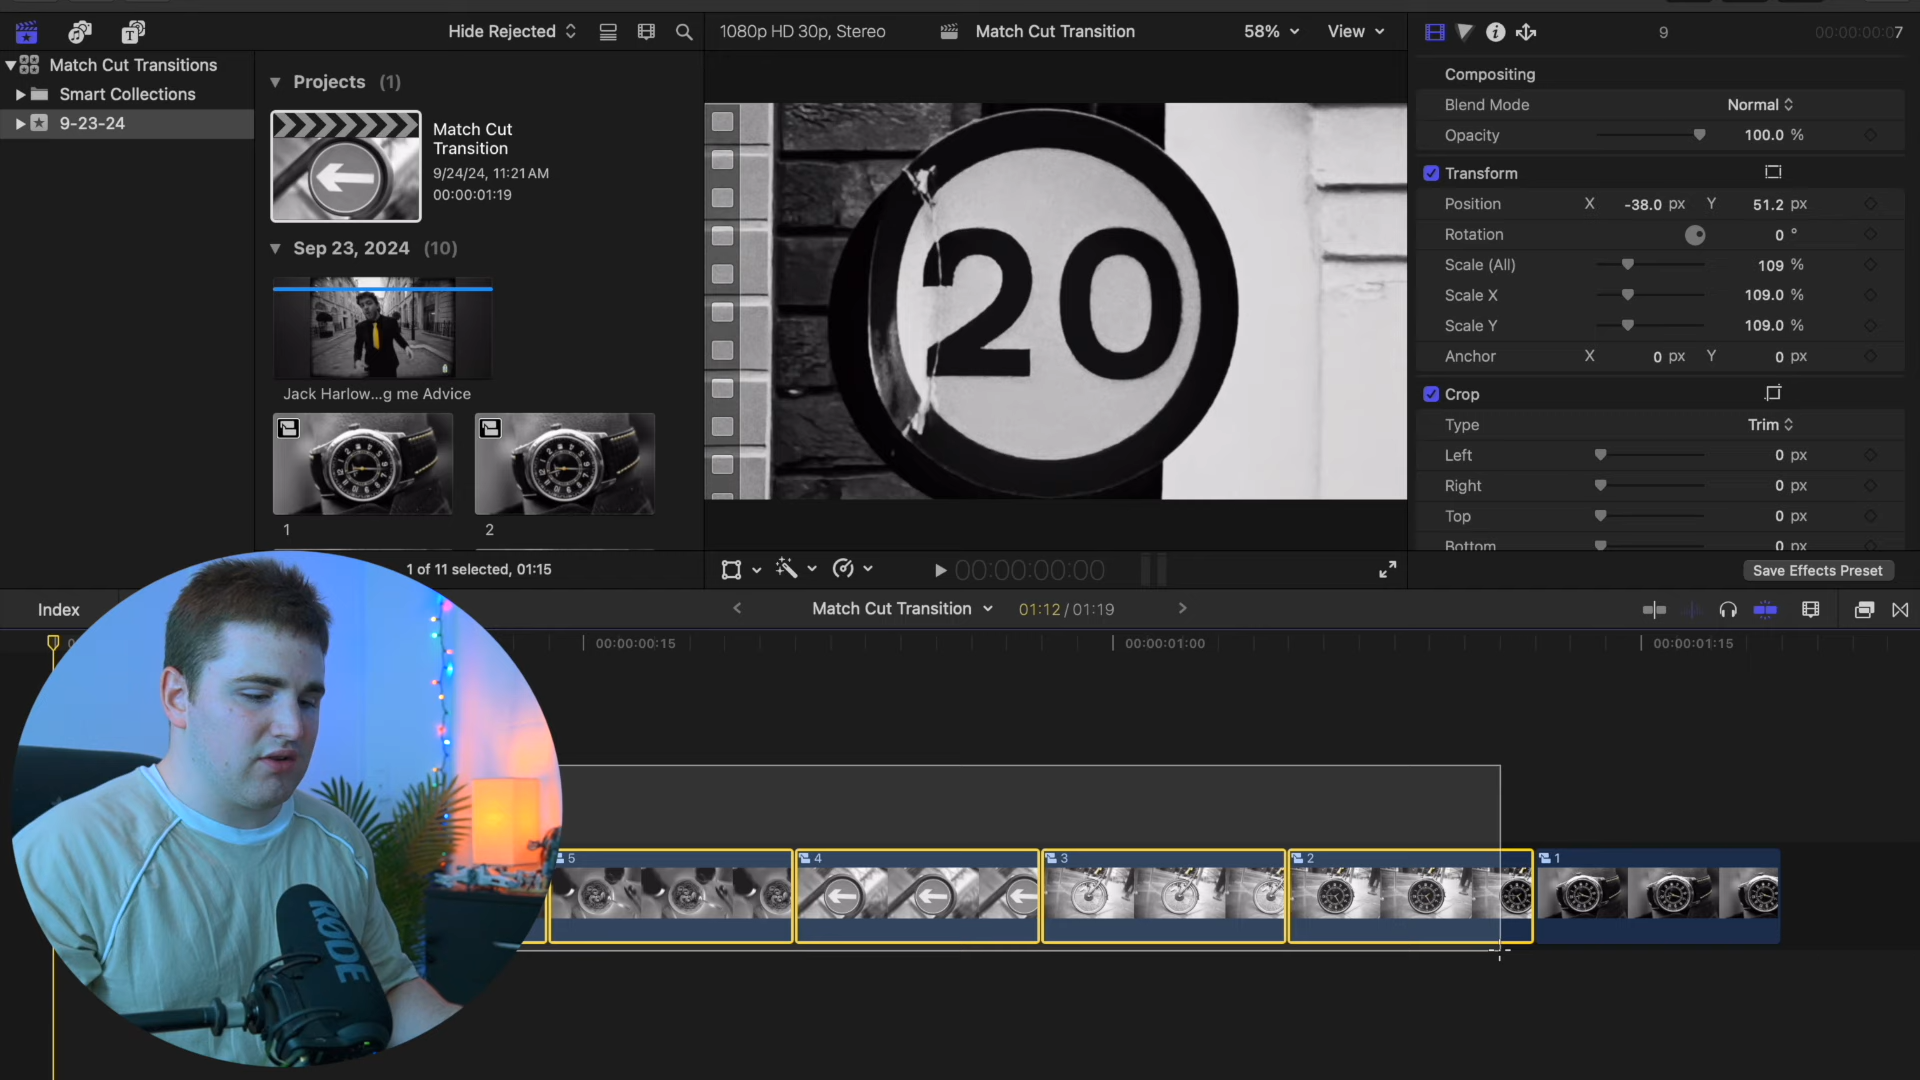 Hide Rejected
1080p HD 30p, Stereo
Match Cut Transition
58%
View
9
00:00:00:07
Match Cut Transitions
Smart Collections
9-23-24
Projects (1)
Match Cut
Transition
9/24/24, 11:21 AM
00:00:01:19
Sep 23, 2024 (10)
Jack Harlow...g me Advice
1
2
1 of 11 selected, 01:15
20
00:00:00:00
Compositing
Blend Mode Normal
Opacity 100.0 %
Transform
Position X -38.0 px Y 51.2 px
Rotation 0 °
Scale (All) 109 %
Scale X 109.0 %
Scale Y 109.0 %
Anchor X 0 px Y 0 px
Crop
Type Trim
Left 0 px
Right 0 px
Top 0 px
Bottom 0 px
Save Effects Preset
Index
Match Cut Transition 01:12 / 01:19
00:00:00:15
00:00:01:00
00:00:01:15
5
4
3
2
1
RØDE